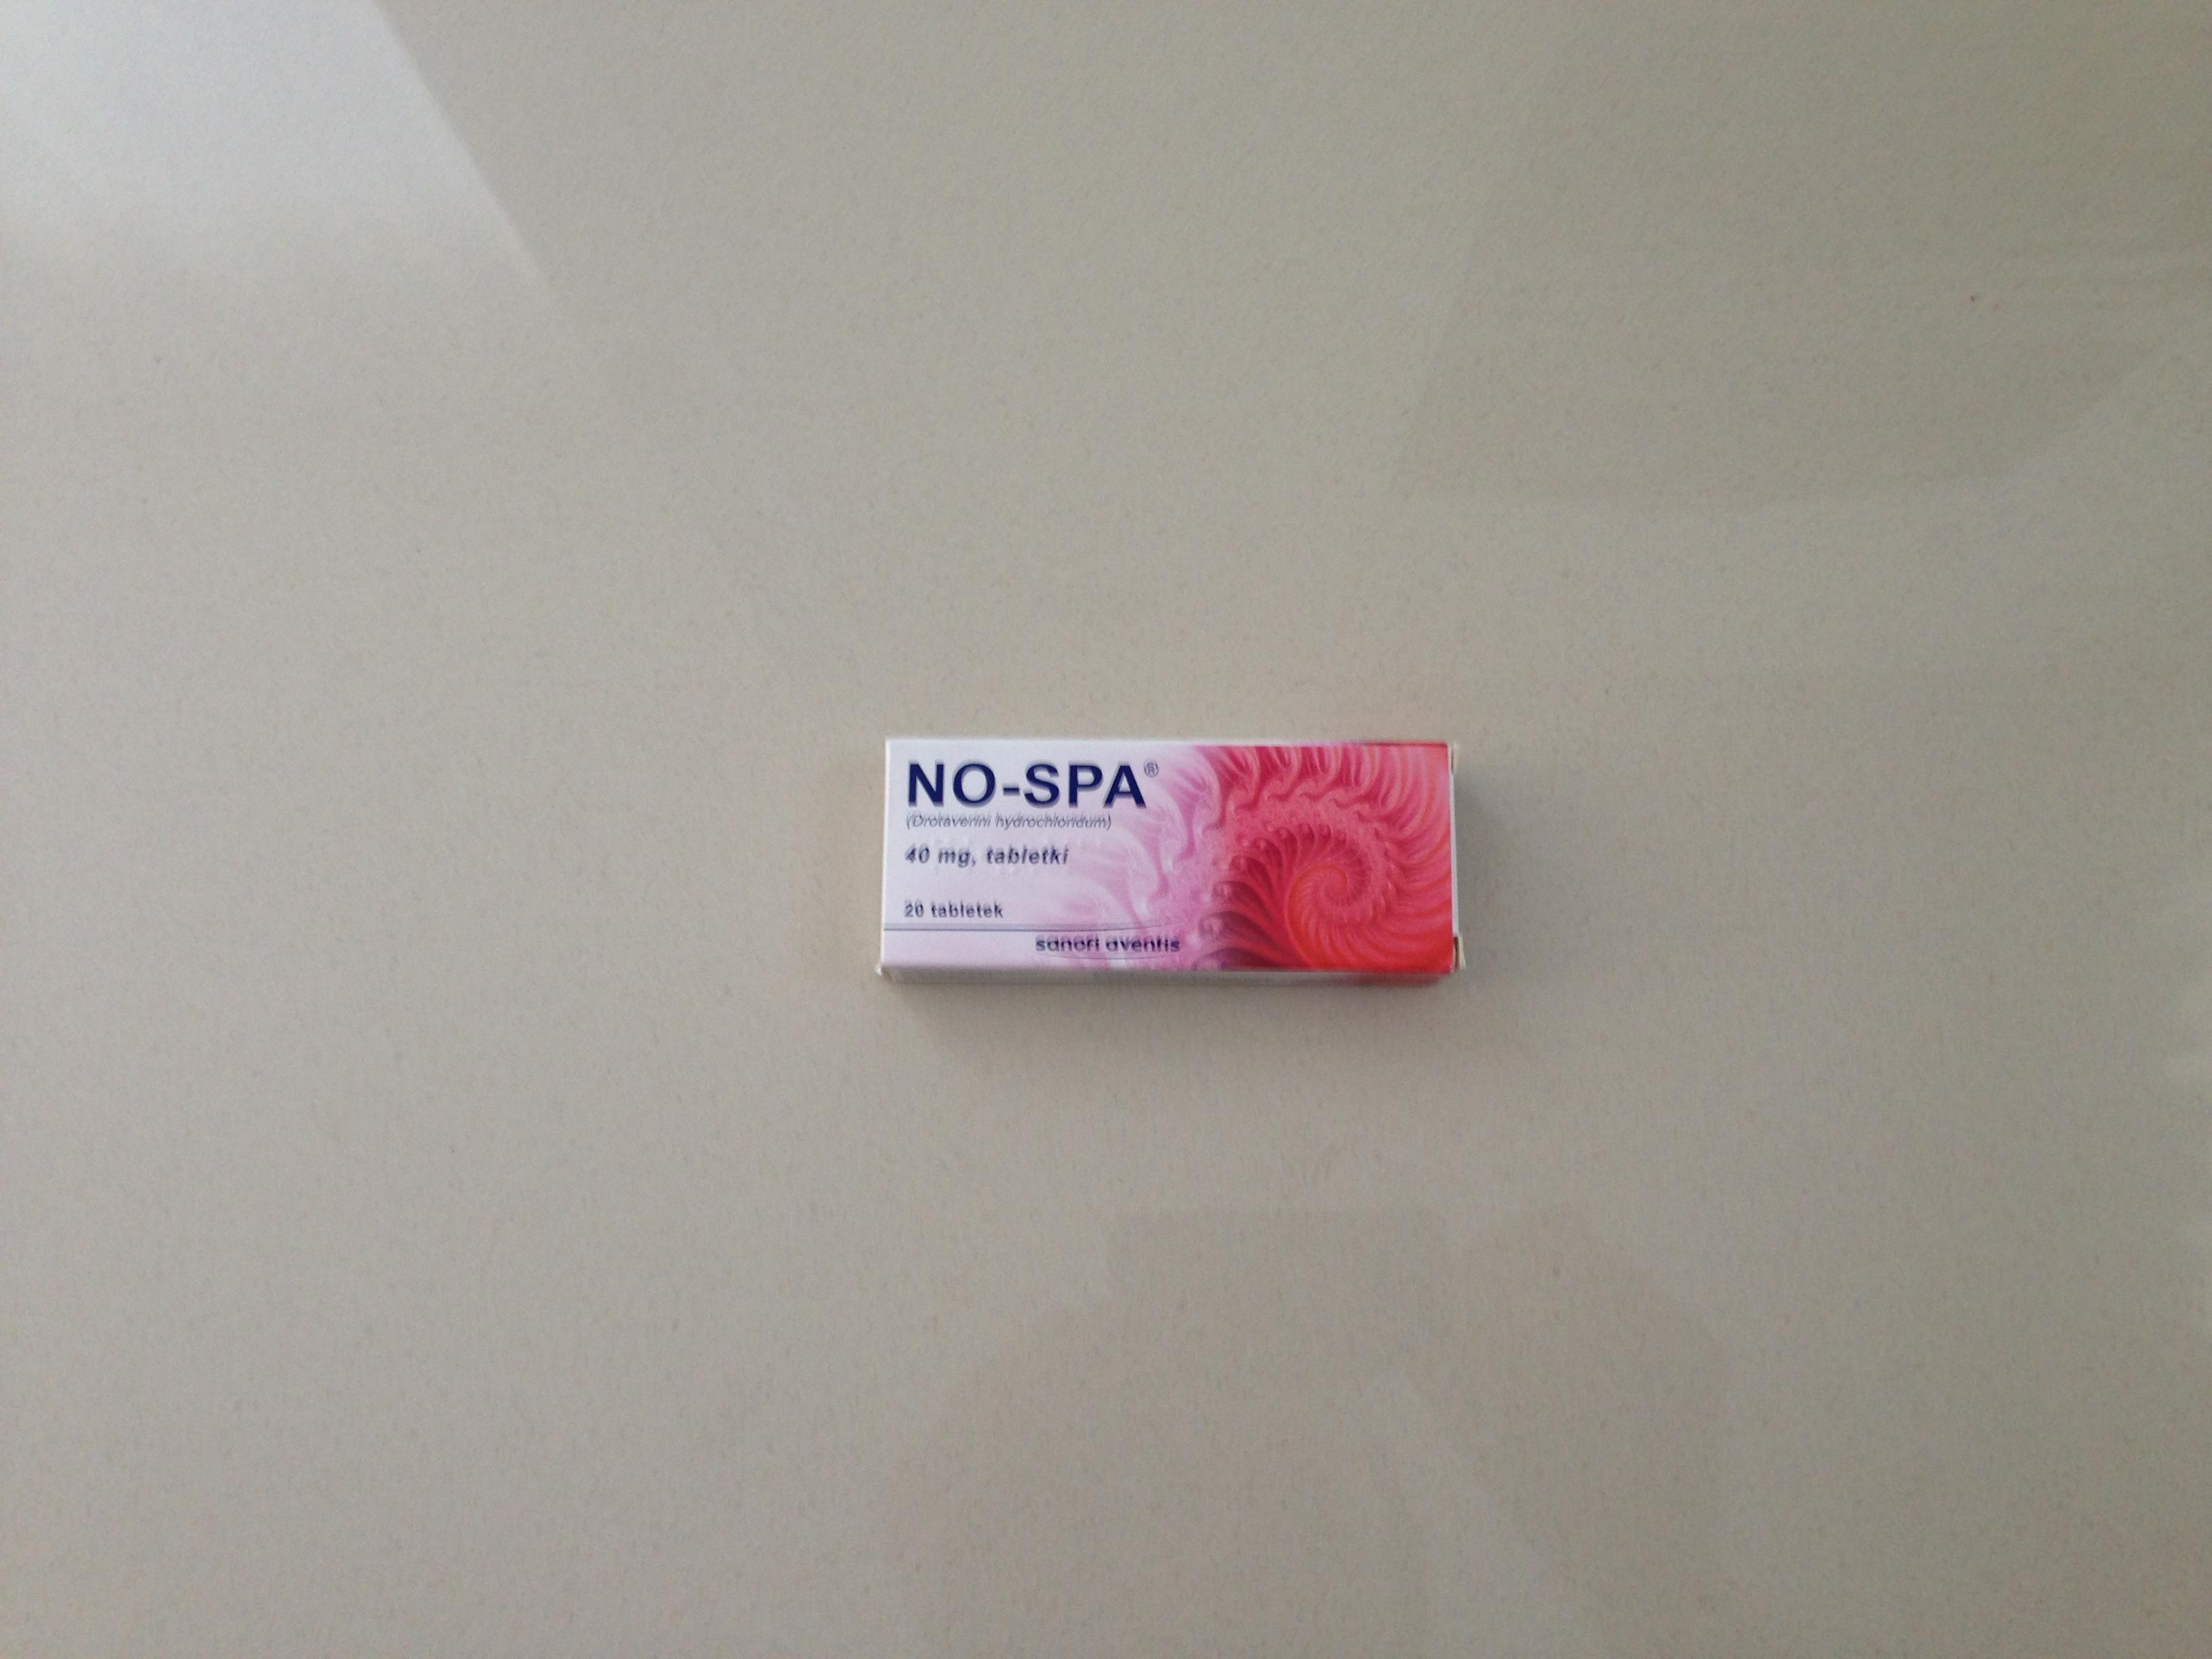 NO-SPA®
(Drotaverini hydrochloridum)
40 mg, tabletki
20 tabletek
sanofi aventis